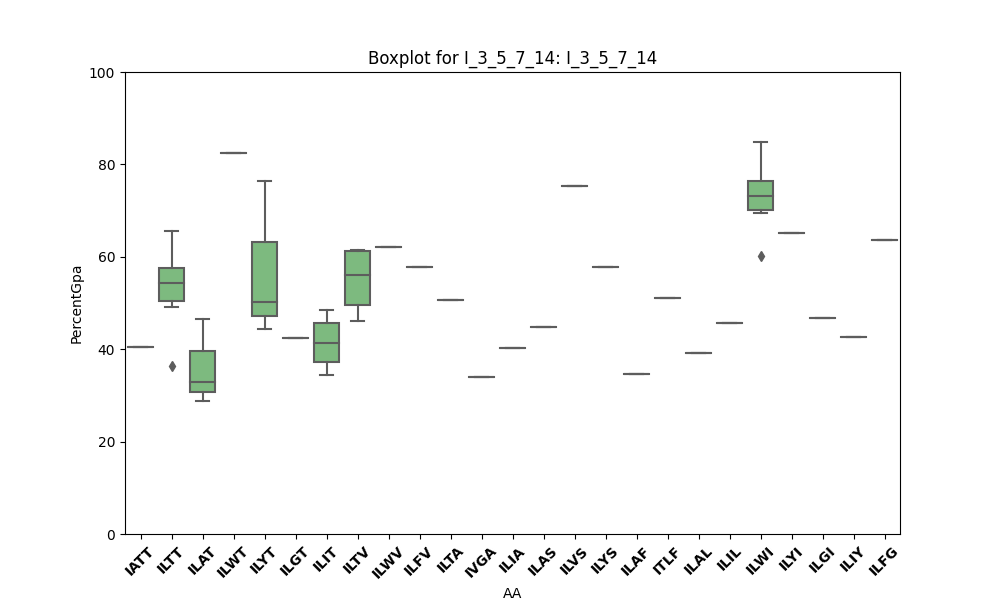 Boxplot for I_3_5_7_14: I_3_5_7_14
100
80
60
40
20
0
PercentGpa
IATT ILTT ILAT ILWT ILYT ILGT ILIT ILTV ILWV ILFV ILTA IVGA ILIA ILAS ILVS ILYS ILAF ITLF ILAL ILIL ILWI ILYI ILGI ILIY ILFG
AA